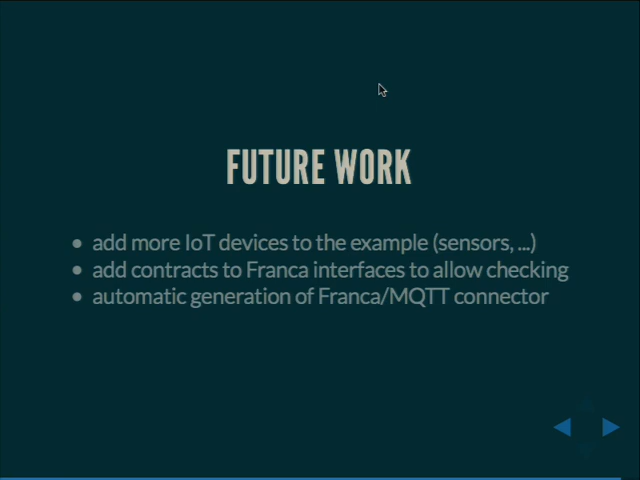 FUTURE WORK
add more IoT devices to the example (sensors, ...)
add contracts to Franca interfaces to allow checking
automatic generation of Franca/MQTT connector